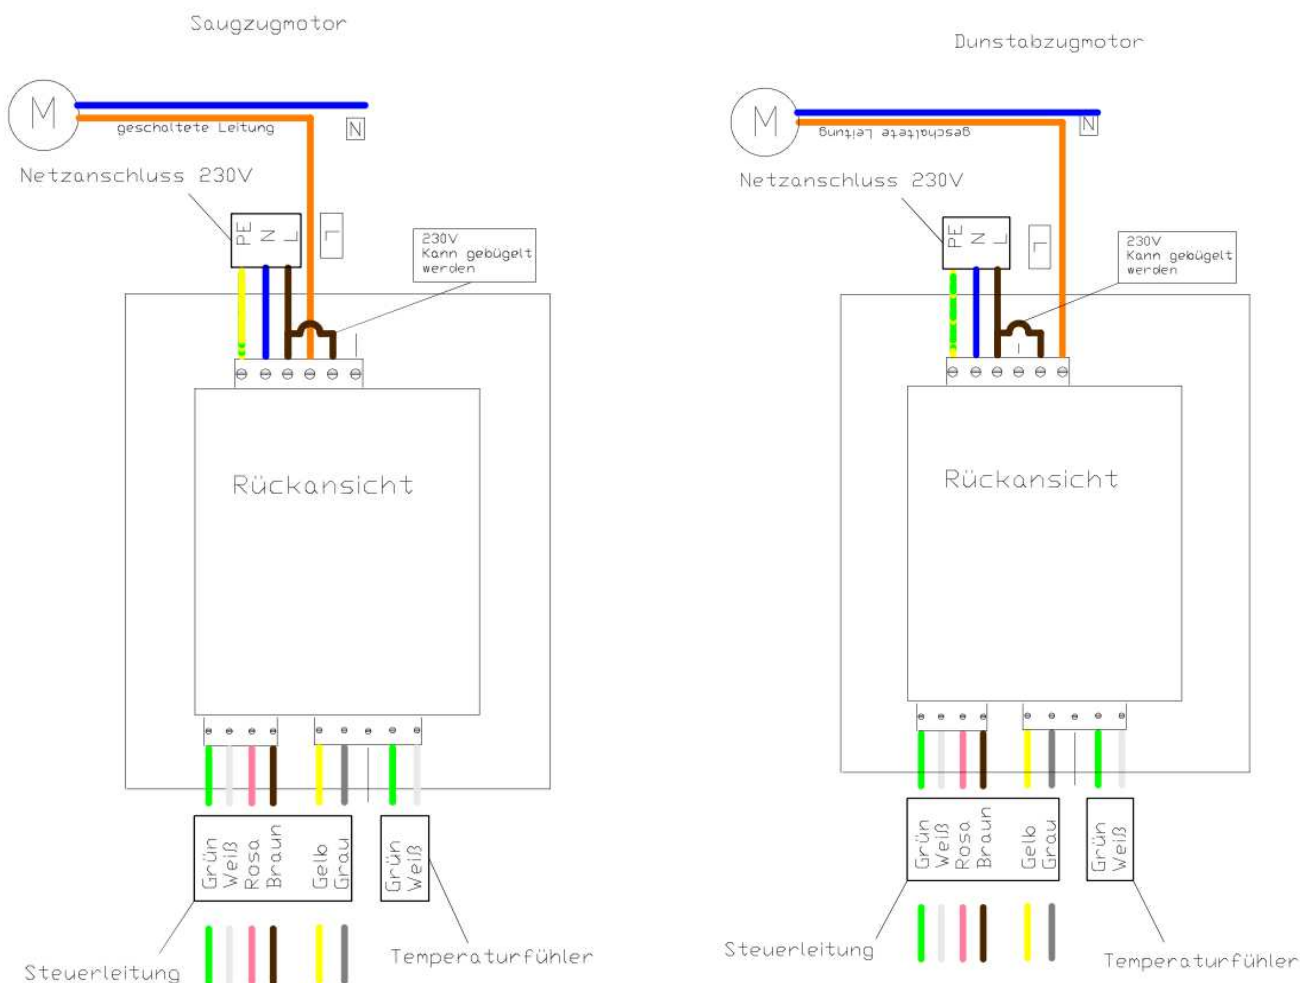 Saugzugmotor
M
geschaltete Leitung
N
Netzanschluss 230V
PE
N
L
L
230V
Kann gebügelt
werden
Rückansicht
Grün
Weiß
Rosa
Braun
Gelb
Grau
Grün
Weiß
Steuerleitung
Temperaturfühler
Dunstabzugmotor
M
geschaltete Leitung
N
Netzanschluss 230V
PE
N
L
L
230V
Kann gebügelt
werden
Rückansicht
Grün
Weiß
Rosa
Braun
Gelb
Grau
Grün
Weiß
Steuerleitung
Temperaturfühler